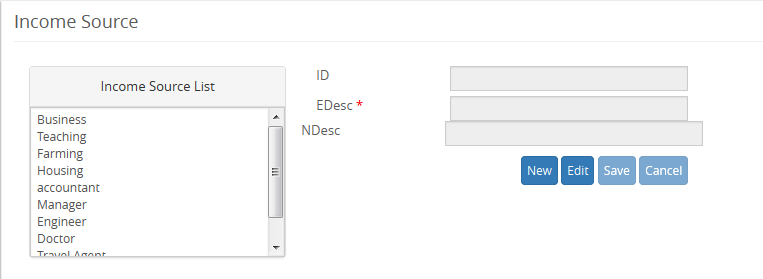 Income Source
Income Source List
Business
Teaching
Farming
Housing
accountant
Manager
Engineer
Doctor
Travel Agent
ID
EDesc *
NDesc
New Edit Save Cancel